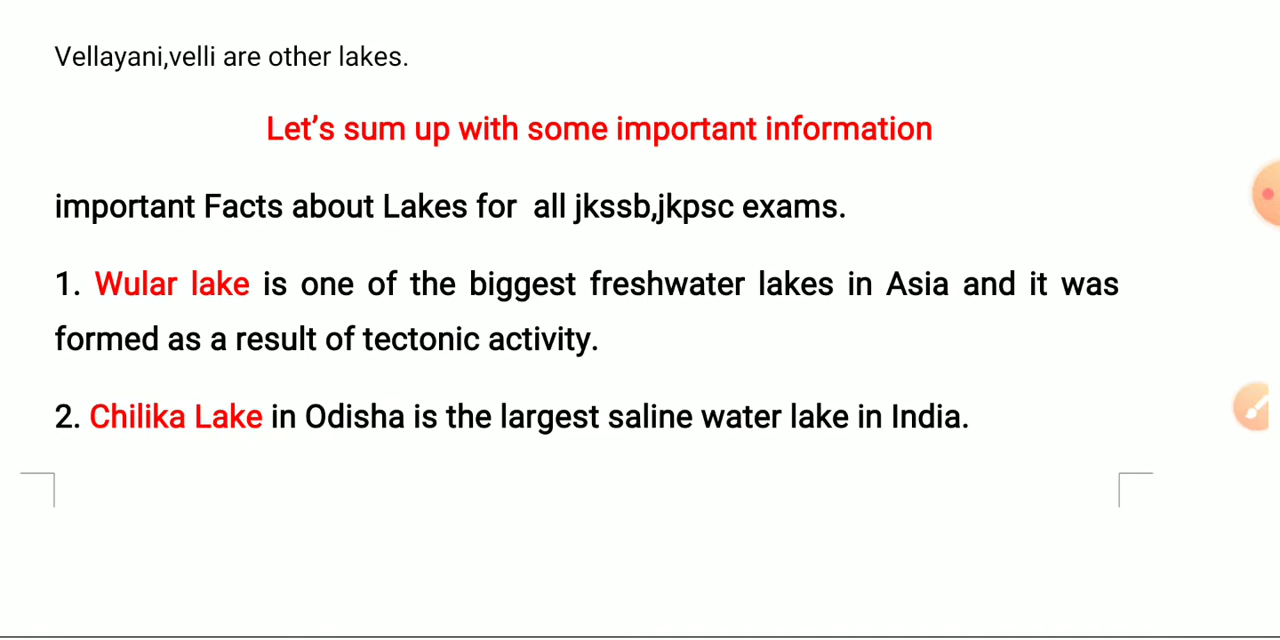 Vellayani,velli are other lakes.
Let's sum up with some important information
important Facts about Lakes for all jkssb,jkpsc exams.
1. Wular lake is one of the biggest freshwater lakes in Asia and it was
formed as a result of tectonic activity.
2. Chilika Lake in Odisha is the largest saline water lake in India.